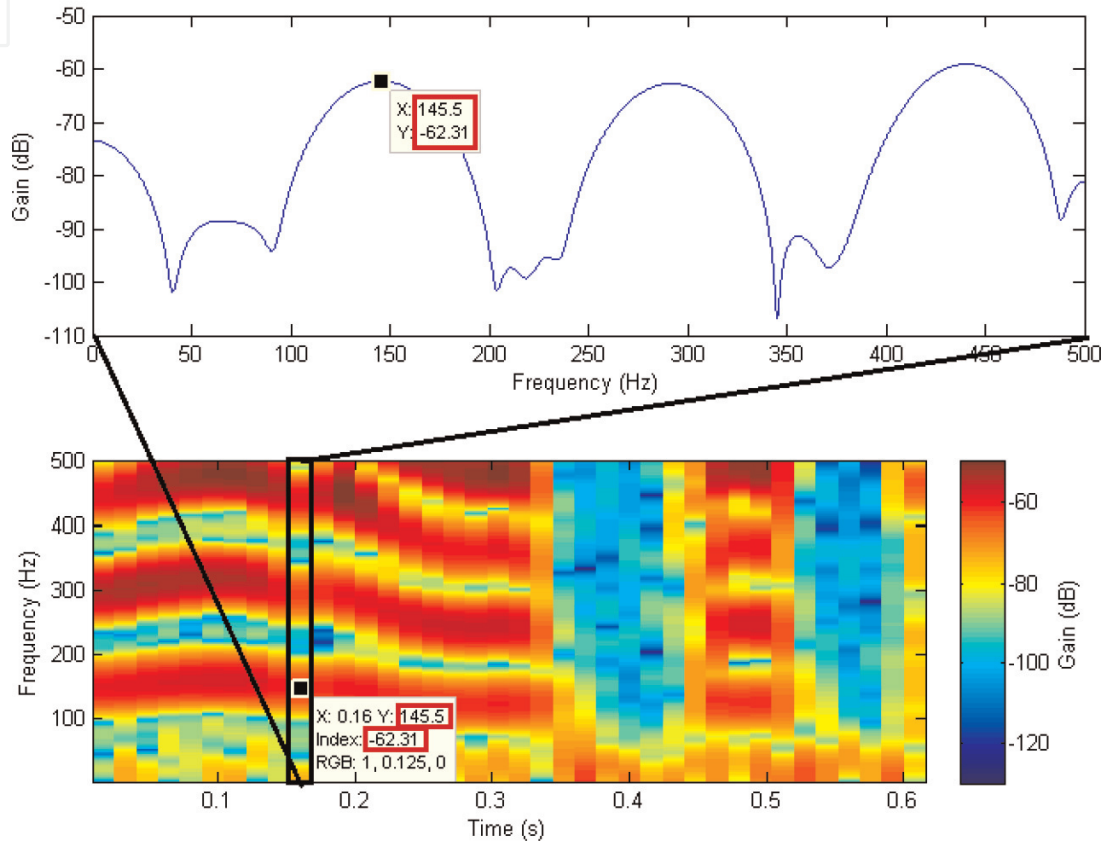 -50
-60
-70
-80
-90
-100
-110
Gain (dB)
X: 145.5
Y: -62.31
0 50 100 150 200 250 300 350 400 450 500
Frequency (Hz)
500
400
300
200
100
Frequency (Hz)
X: 0.16 Y: 145.5
Index: -62.31
RGB: 1, 0.125, 0
0.1 0.2 0.3 0.4 0.5 0.6
Time (s)
-60
-80
-100
-120
Gain (dB)